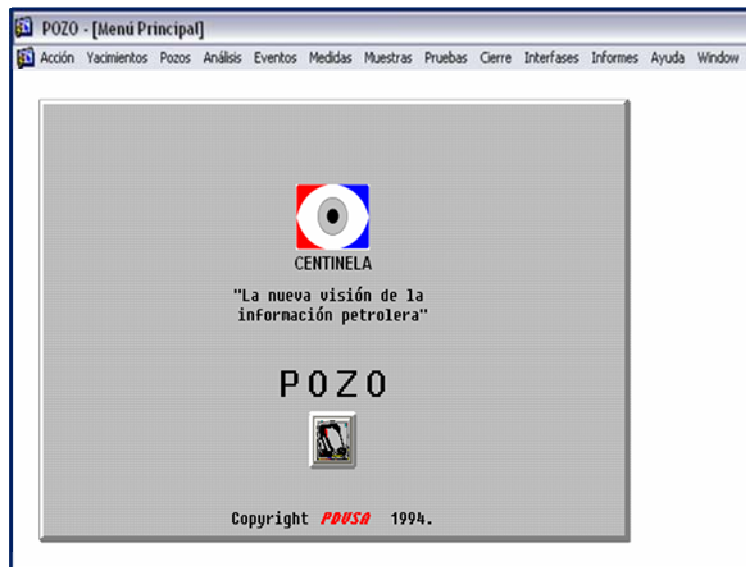 POZO - [Menú Principal]
Acción Yacimientos Pozos Análisis Eventos Medidas Muestras Pruebas Cierre Interfases Informes Ayuda Window
CENTINELA
"La nueva visión de la
información petrolera"
POZO
Copyright PDVSA 1994.